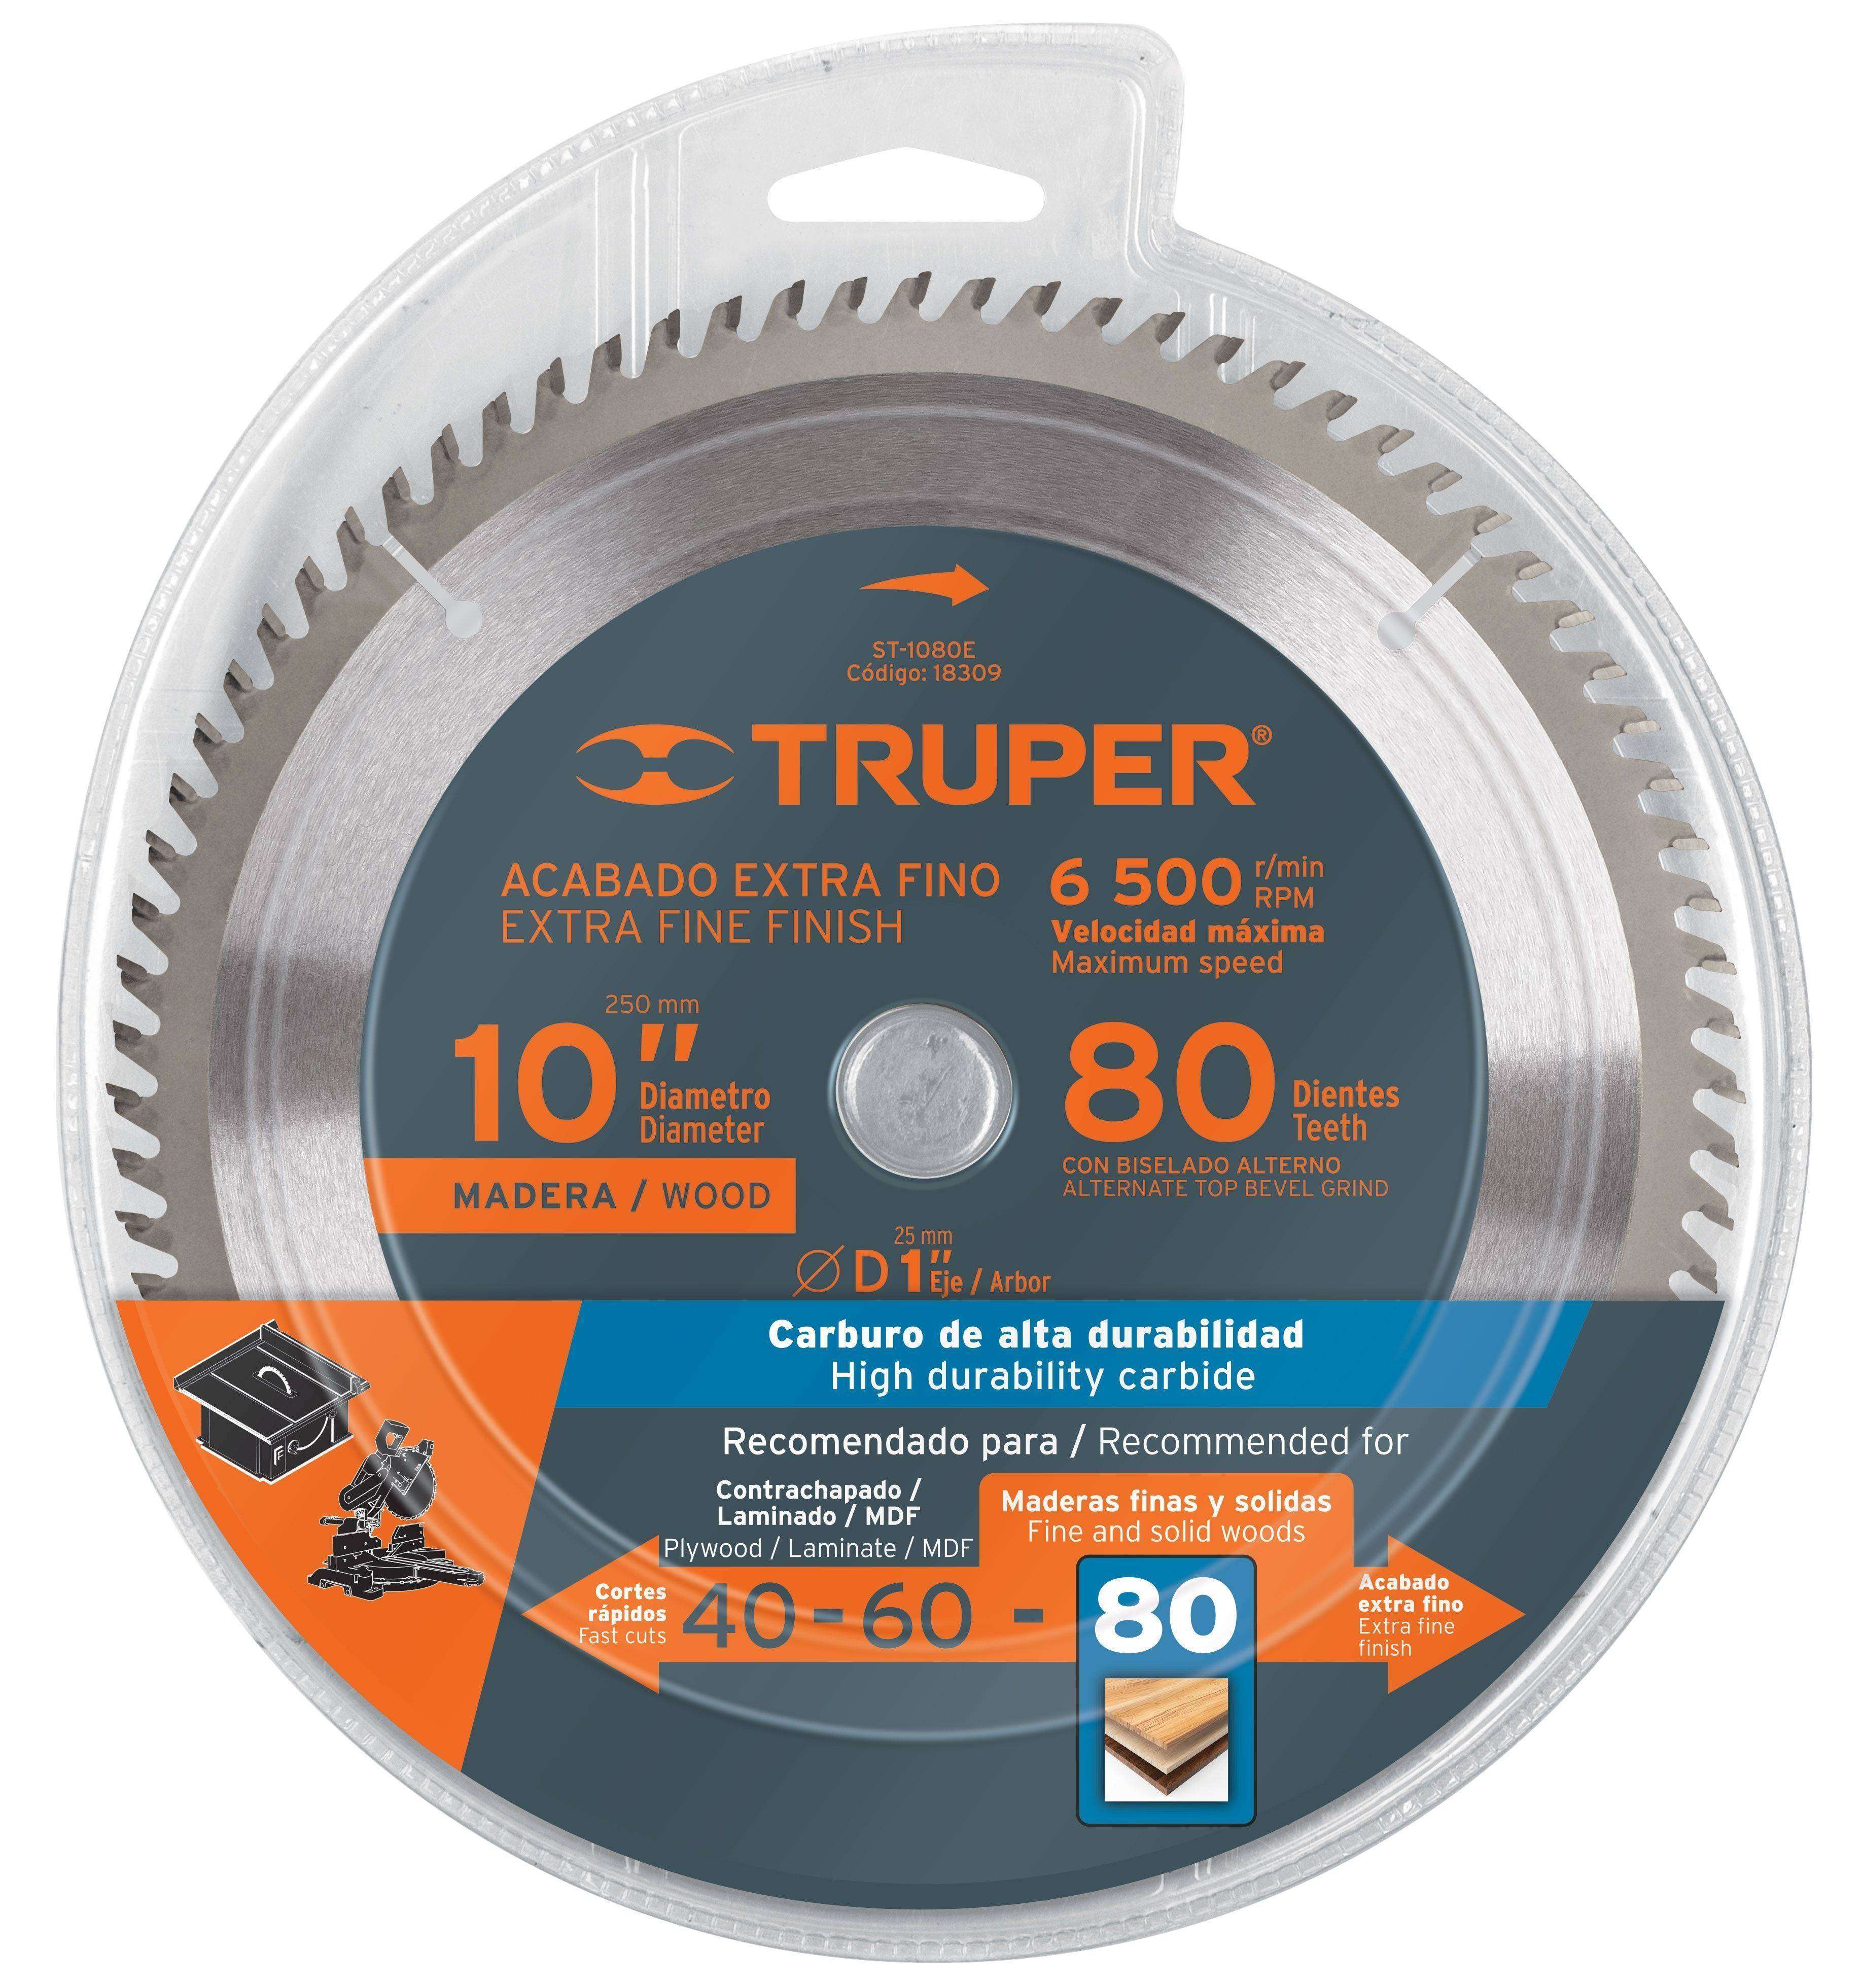 ST-1080E
Código: 18309
TRUPER®
ACABADO EXTRA FINO
EXTRA FINE FINISH
6 500 r/min
RPM
Velocidad máxima
Maximum speed
250 mm
10"
Diametro
Diameter
MADERA / WOOD
80 Dientes
Teeth
CON BISELADO ALTERNO
ALTERNATE TOP BEVEL GRIND
25 mm
Ø D 1" Eje / Arbor
Carburo de alta durabilidad
High durability carbide
Recomendado para / Recommended for
Contrachapado /
Laminado / MDF
Plywood / Laminate / MDF
Maderas finas y solidas
Fine and solid woods
Cortes
rápidos
Fast cuts
40 - 60 - 80
Acabado
extra fino
Extra fine
finish